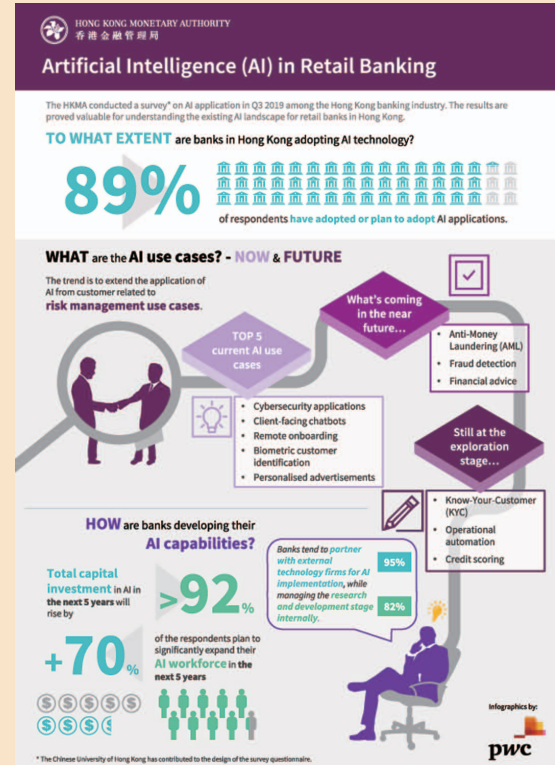 HONG KONG MONETARY AUTHORITY
香港金融管理局
Artificial Intelligence (AI) in Retail Banking
The HKMA conducted a survey* on AI application in Q3 2019 among the Hong Kong banking industry. The results are
proved valuable for understanding the existing AI landscape for retail banks in Hong Kong.
TO WHAT EXTENT are banks in Hong Kong adopting AI technology?
89%
of respondents have adopted or plan to adopt AI applications.
WHAT are the AI use cases? - NOW & FUTURE
The trend is to extend the application of
AI from customer related to
risk management use cases.
TOP 5
current AI use
cases
• Cybersecurity applications
• Client-facing chatbots
• Remote onboarding
• Biometric customer
identification
• Personalised advertisements
What's coming
in the near
future...
• Anti-Money
Laundering (AML)
• Fraud detection
• Financial advice
Still at the
exploration
stage...
• Know-Your-Customer
(KYC)
• Operational
automation
• Credit scoring
HOW are banks developing their
AI capabilities?
Total capital
investment in AI in
the next 5 years will
rise by
+70%
>92%
of the respondents plan to
significantly expand their
AI workforce in the
next 5 years
Banks tend to partner
with external
technology firms for AI
implementation, while
managing the research
and development stage
internally.
95%
82%
Infographics by:
pwc
* The Chinese University of Hong Kong has contributed to the design of the survey questionnaire.